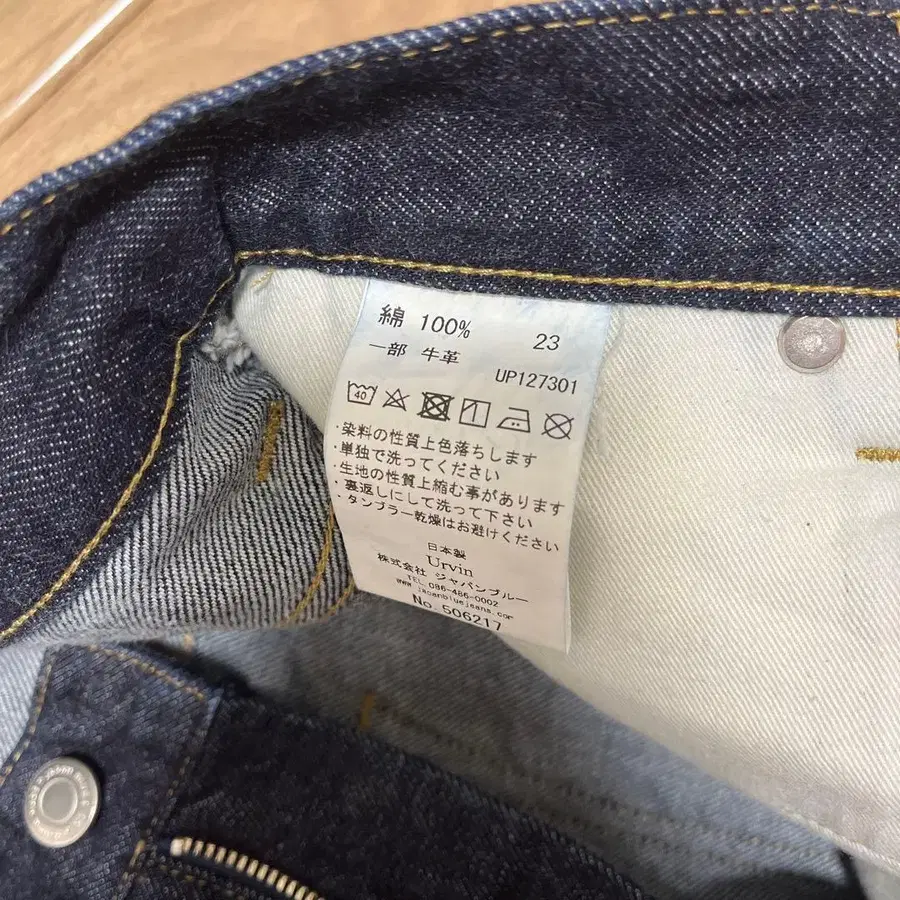 綿 100% 23
一部 牛革 UP127301
40
・染料の性質上色落ちします
・単独で洗ってください
・生地の性質上縮む事があります
・裏返しにして洗って下さい
・タンブラー乾燥はお避けください
日本製
Urvin
株式会社 ジャパンブルー
TEL 086-486-0002
www.japanbluejeans.com
No. 506217